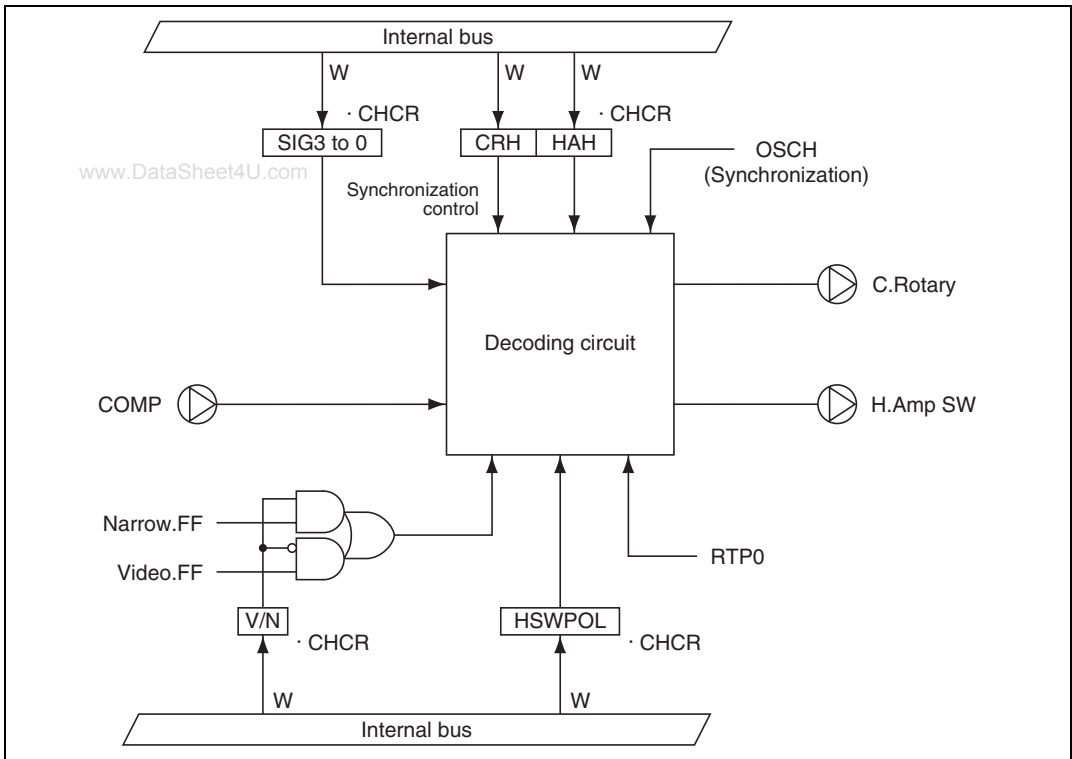 Internal bus
W
W
W
· CHCR
· CHCR
SIG3 to 0
CRH
HAH
OSCH
(Synchronization)
www.DataSheet4U.com
Synchronization
control
C.Rotary
Decoding circuit
COMP
H.Amp SW
Narrow.FF
Video.FF
RTP0
V/N
· CHCR
HSWPOL
· CHCR
W
W
Internal bus